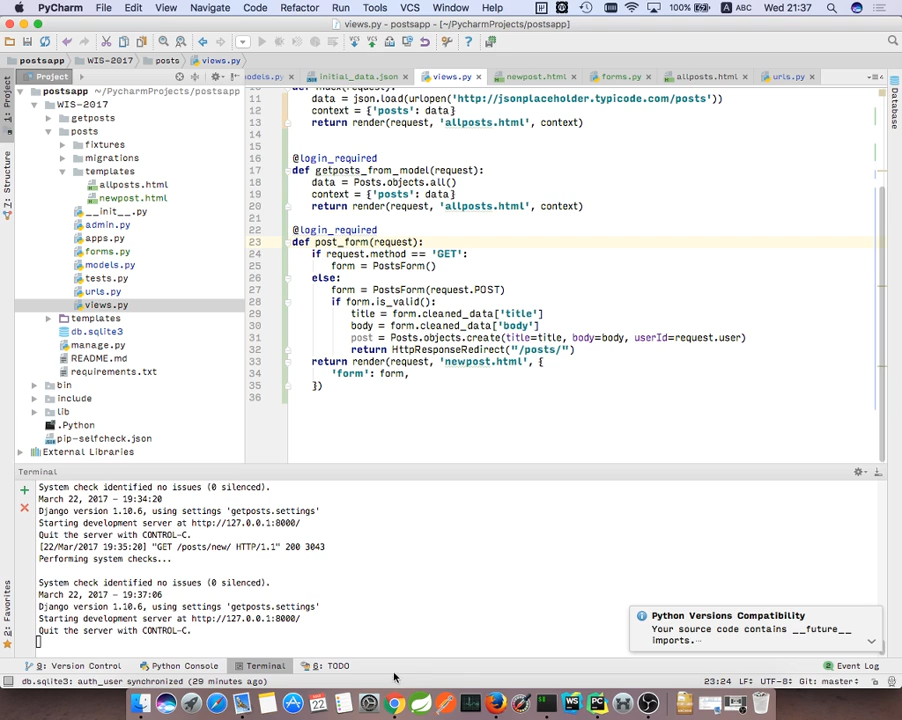 PyCharm File Edit View Navigate Code Refactor Run Tools VCS Window Help 100% ABC Wed 21:37
views.py - postsapp - [~/PycharmProjects/postsapp]
postsapp WIS-2017 posts views.py
Project odels.py initial_data.json views.py newpost.html forms.py allposts.html urls.py
1: Project
7: Structure
2: Favorites
Database
postsapp ~/PycharmProjects/postsapp
WIS-2017
getposts
posts
fixtures
migrations
templates
allposts.html
newpost.html
__init__.py
admin.py
apps.py
forms.py
models.py
tests.py
urls.py
views.py
templates
db.sqlite3
manage.py
README.md
requirements.txt
bin
include
lib
.Python
pip-selfcheck.json
External Libraries
11 data = json.load(urlopen('http://jsonplaceholder.typicode.com/posts'))
12 context = {'posts': data}
13 return render(request, 'allposts.html', context)
14
15
16 @login_required
17 def getposts_from_model(request):
18 data = Posts.objects.all()
19 context = {'posts': data}
20 return render(request, 'allposts.html', context)
21
22 @login_required
23 def post_form(request):
24 if request.method == 'GET':
25 form = PostsForm()
26 else:
27 form = PostsForm(request.POST)
28 if form.is_valid():
29 title = form.cleaned_data['title']
30 body = form.cleaned_data['body']
31 post = Posts.objects.create(title=title, body=body, userId=request.user)
32 return HttpResponseRedirect("/posts/")
33 return render(request, 'newpost.html', {
34 'form': form,
35 })
36
Terminal
System check identified no issues (0 silenced).
March 22, 2017 - 19:34:20
Django version 1.10.6, using settings 'getposts.settings'
Starting development server at http://127.0.0.1:8000/
Quit the server with CONTROL-C.
[22/Mar/2017 19:35:20] "GET /posts/new/ HTTP/1.1" 200 3043
Performing system checks...
System check identified no issues (0 silenced).
March 22, 2017 - 19:37:06
Django version 1.10.6, using settings 'getposts.settings'
Starting development server at http://127.0.0.1:8000/
Quit the server with CONTROL-C.
Python Versions Compatibility
Your source code contains __future__
imports.…
9: Version Control Python Console Terminal 6: TODO 2 Event Log
db.sqlite3: auth_user synchronized (29 minutes ago) 23:24 LF÷ UTF-8÷ Git: master÷
22 WS PC